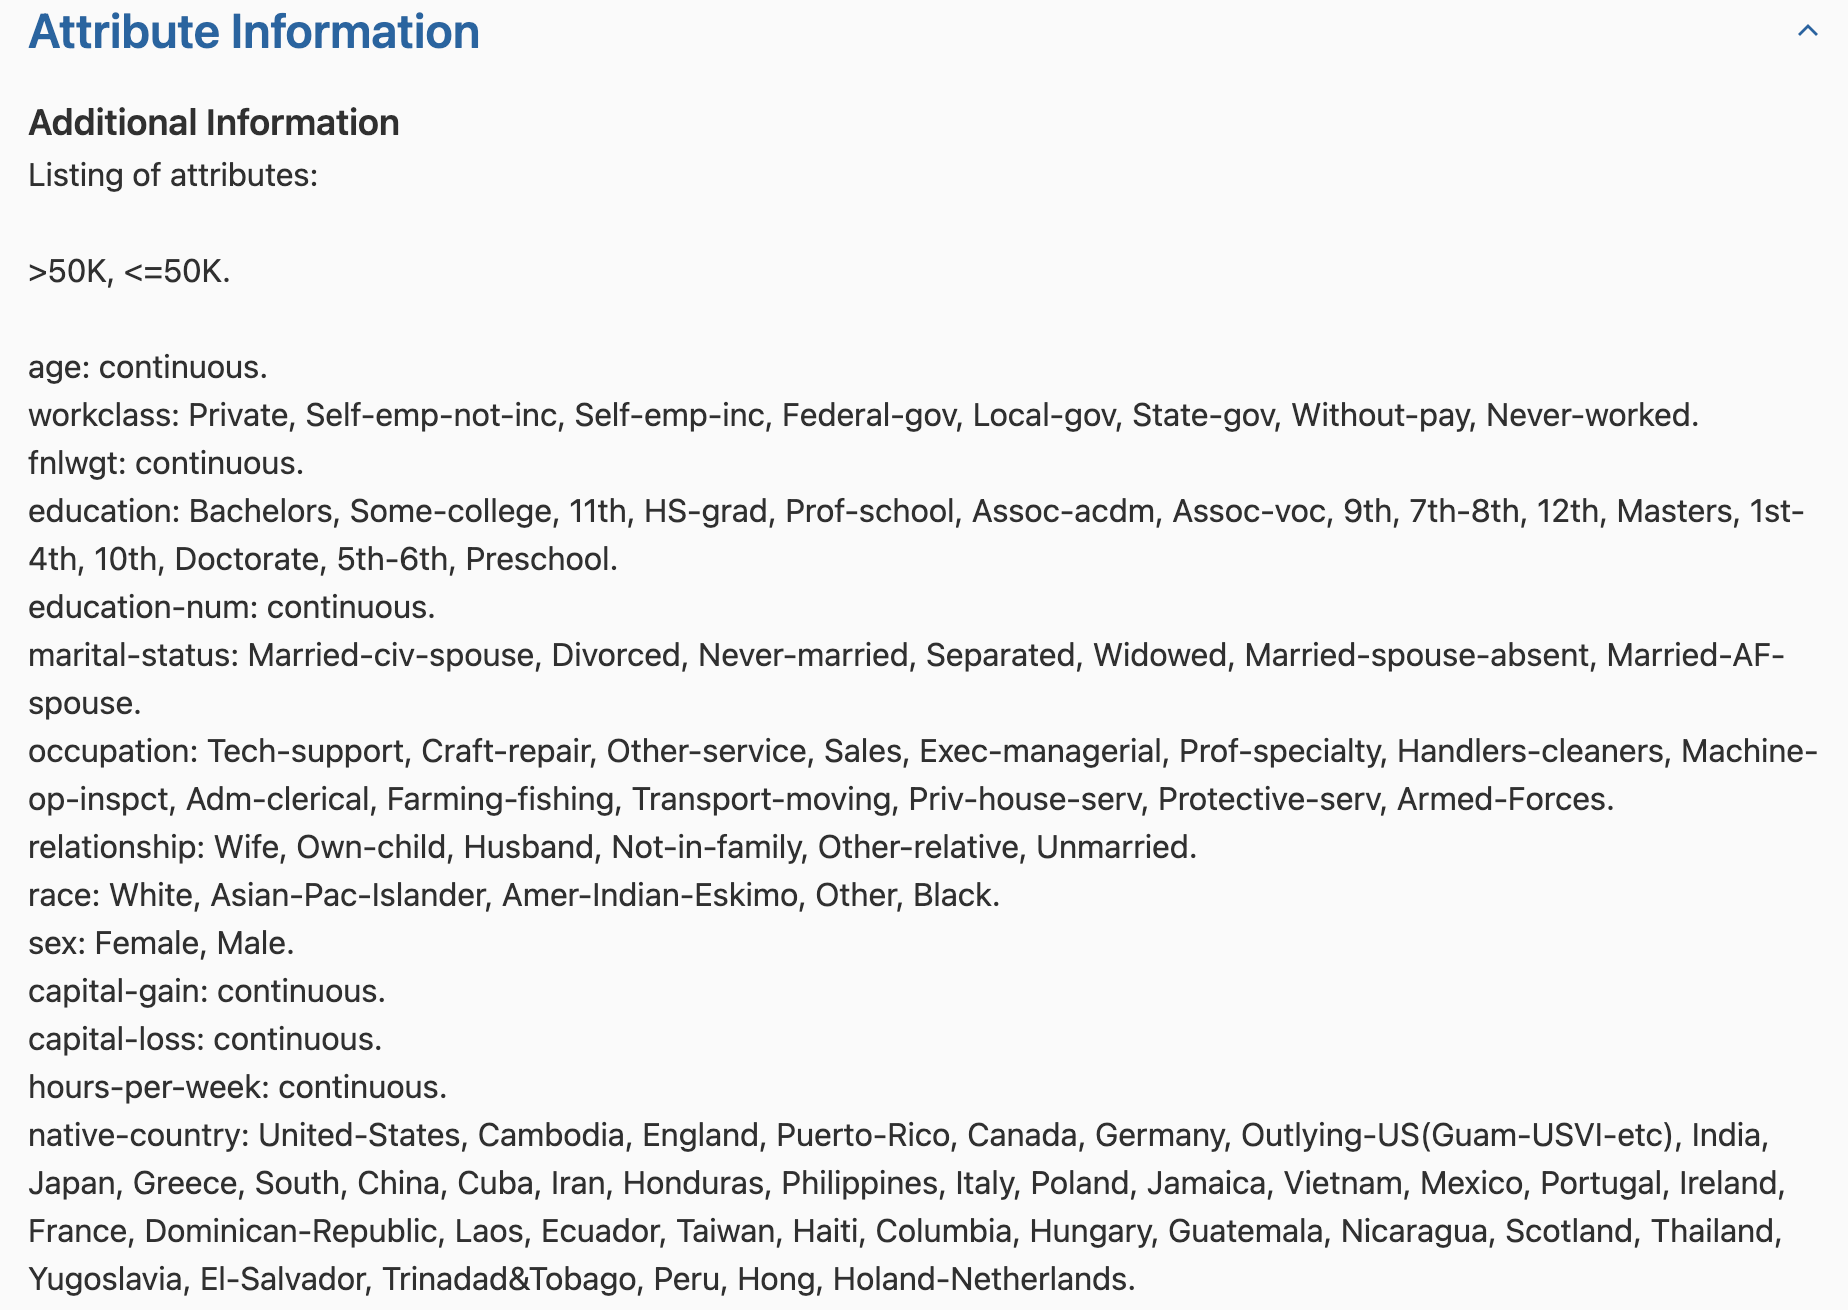 Attribute Information
Additional Information
Listing of attributes:
>50K, <=50K.
age: continuous.
workclass: Private, Self-emp-not-inc, Self-emp-inc, Federal-gov, Local-gov, State-gov, Without-pay, Never-worked.
fnlwgt: continuous.
education: Bachelors, Some-college, 11th, HS-grad, Prof-school, Assoc-acdm, Assoc-voc, 9th, 7th-8th, 12th, Masters, 1st-
4th, 10th, Doctorate, 5th-6th, Preschool.
education-num: continuous.
marital-status: Married-civ-spouse, Divorced, Never-married, Separated, Widowed, Married-spouse-absent, Married-AF-
spouse.
occupation: Tech-support, Craft-repair, Other-service, Sales, Exec-managerial, Prof-specialty, Handlers-cleaners, Machine-
op-inspct, Adm-clerical, Farming-fishing, Transport-moving, Priv-house-serv, Protective-serv, Armed-Forces.
relationship: Wife, Own-child, Husband, Not-in-family, Other-relative, Unmarried.
race: White, Asian-Pac-Islander, Amer-Indian-Eskimo, Other, Black.
sex: Female, Male.
capital-gain: continuous.
capital-loss: continuous.
hours-per-week: continuous.
native-country: United-States, Cambodia, England, Puerto-Rico, Canada, Germany, Outlying-US(Guam-USVI-etc), India,
Japan, Greece, South, China, Cuba, Iran, Honduras, Philippines, Italy, Poland, Jamaica, Vietnam, Mexico, Portugal, Ireland,
France, Dominican-Republic, Laos, Ecuador, Taiwan, Haiti, Columbia, Hungary, Guatemala, Nicaragua, Scotland, Thailand,
Yugoslavia, El-Salvador, Trinadad&Tobago, Peru, Hong, Holand-Netherlands.